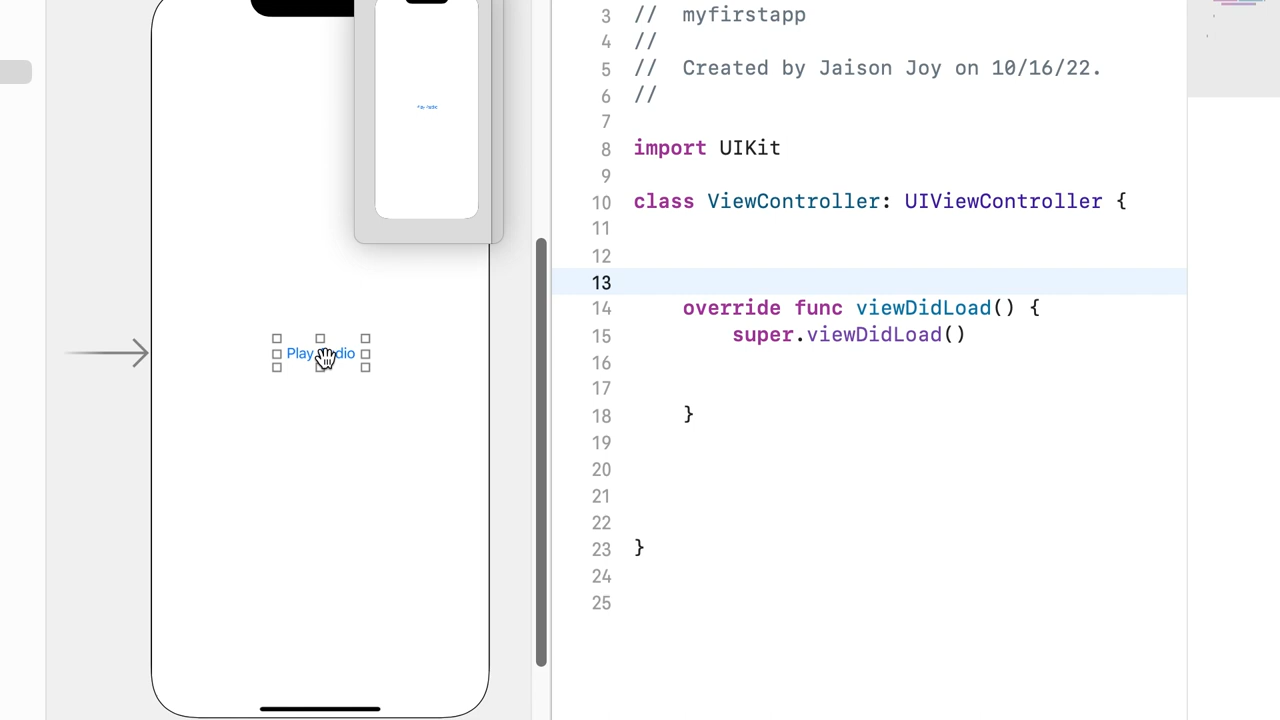 Play
dio
3 // myfirstapp
4 //
5 // Created by Jaison Joy on 10/16/22.
6 //
7
8 import UIKit
9
10 class ViewController: UIViewController {
11
12
13
14 override func viewDidLoad() {
15 super.viewDidLoad()
16
17
18 }
19
20
21
22
23 }
24
25